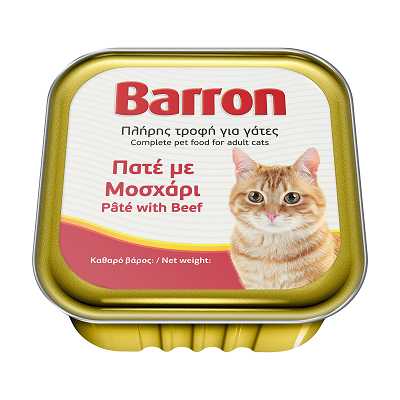 Barron
Πλήρης τροφή για γάτες
Complete pet food for adult cats
Πατέ με
Μοσχάρι
Pâté with Beef
Καθαρό βάρος: / Net weight: